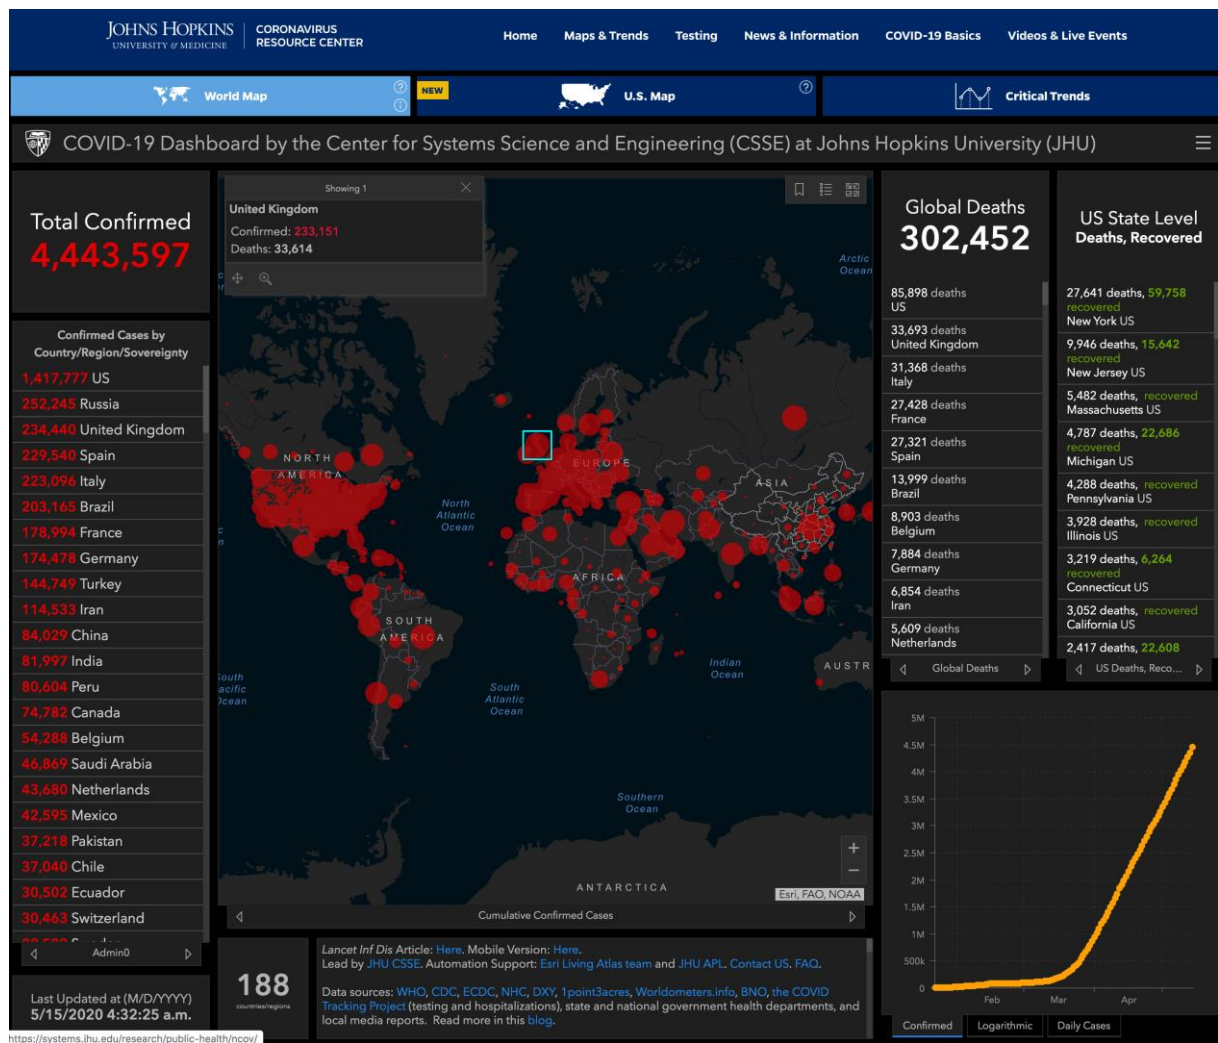 JOHNS HOPKINS
UNIVERSITY & MEDICINE
CORONAVIRUS
RESOURCE CENTER
Home
Maps & Trends
Testing
News & Information
COVID-19 Basics
Videos & Live Events
World Map
NEW
U.S. Map
Critical Trends
COVID-19 Dashboard by the Center for Systems Science and Engineering (CSSE) at Johns Hopkins University (JHU)
Total Confirmed
4,443,597
Confirmed Cases by
Country/Region/Sovereignty
1,417,777 US
252,245 Russia
234,440 United Kingdom
229,540 Spain
223,096 Italy
203,165 Brazil
178,994 France
174,478 Germany
144,749 Turkey
114,533 Iran
84,029 China
81,997 India
80,604 Peru
74,782 Canada
54,288 Belgium
46,869 Saudi Arabia
43,680 Netherlands
42,595 Mexico
37,218 Pakistan
37,040 Chile
30,502 Ecuador
30,463 Switzerland
Admin0
Last Updated at (M/D/YYYY)
5/15/2020 4:32:25 a.m.
https://systems.jhu.edu/research/public-health/ncov/
Showing 1
United Kingdom
Confirmed: 233,151
Deaths: 33,614
Arctic
Ocean
NORTH
AMERICA
EUROPE
ASIA
North
Atlantic
Ocean
AFRICA
SOUTH
AMERICA
Indian
Ocean
AUSTR
South
Atlantic
Ocean
Southern
Ocean
ANTARCTICA
Esri, FAO, NOAA
Cumulative Confirmed Cases
188
countries/regions
Lancet Inf Dis Article: Here. Mobile Version: Here.
Lead by JHU CSSE. Automation Support: Esri Living Atlas team and JHU APL. Contact US. FAQ.
Data sources: WHO, CDC, ECDC, NHC, DXY, 1point3acres, Worldometers.info, BNO, the COVID
Tracking Project (testing and hospitalizations), state and national government health departments, and
local media reports. Read more in this blog.
Global Deaths
302,452
85,898 deaths
US
33,693 deaths
United Kingdom
31,368 deaths
Italy
27,428 deaths
France
27,321 deaths
Spain
13,999 deaths
Brazil
8,903 deaths
Belgium
7,884 deaths
Germany
6,854 deaths
Iran
5,609 deaths
Netherlands
Global Deaths
US State Level
Deaths, Recovered
27,641 deaths, 59,758
recovered
New York US
9,946 deaths, 15,642
recovered
New Jersey US
5,482 deaths, recovered
Massachusetts US
4,787 deaths, 22,686
recovered
Michigan US
4,288 deaths, recovered
Pennsylvania US
3,928 deaths, recovered
Illinois US
3,219 deaths, 6,264
recovered
Connecticut US
3,052 deaths, recovered
California US
2,417 deaths, 22,608
US Deaths, Reco...
5M
4.5M
4M
3.5M
3M
2.5M
2M
1.5M
1M
500k
0
Feb
Mar
Apr
Confirmed
Logarithmic
Daily Cases